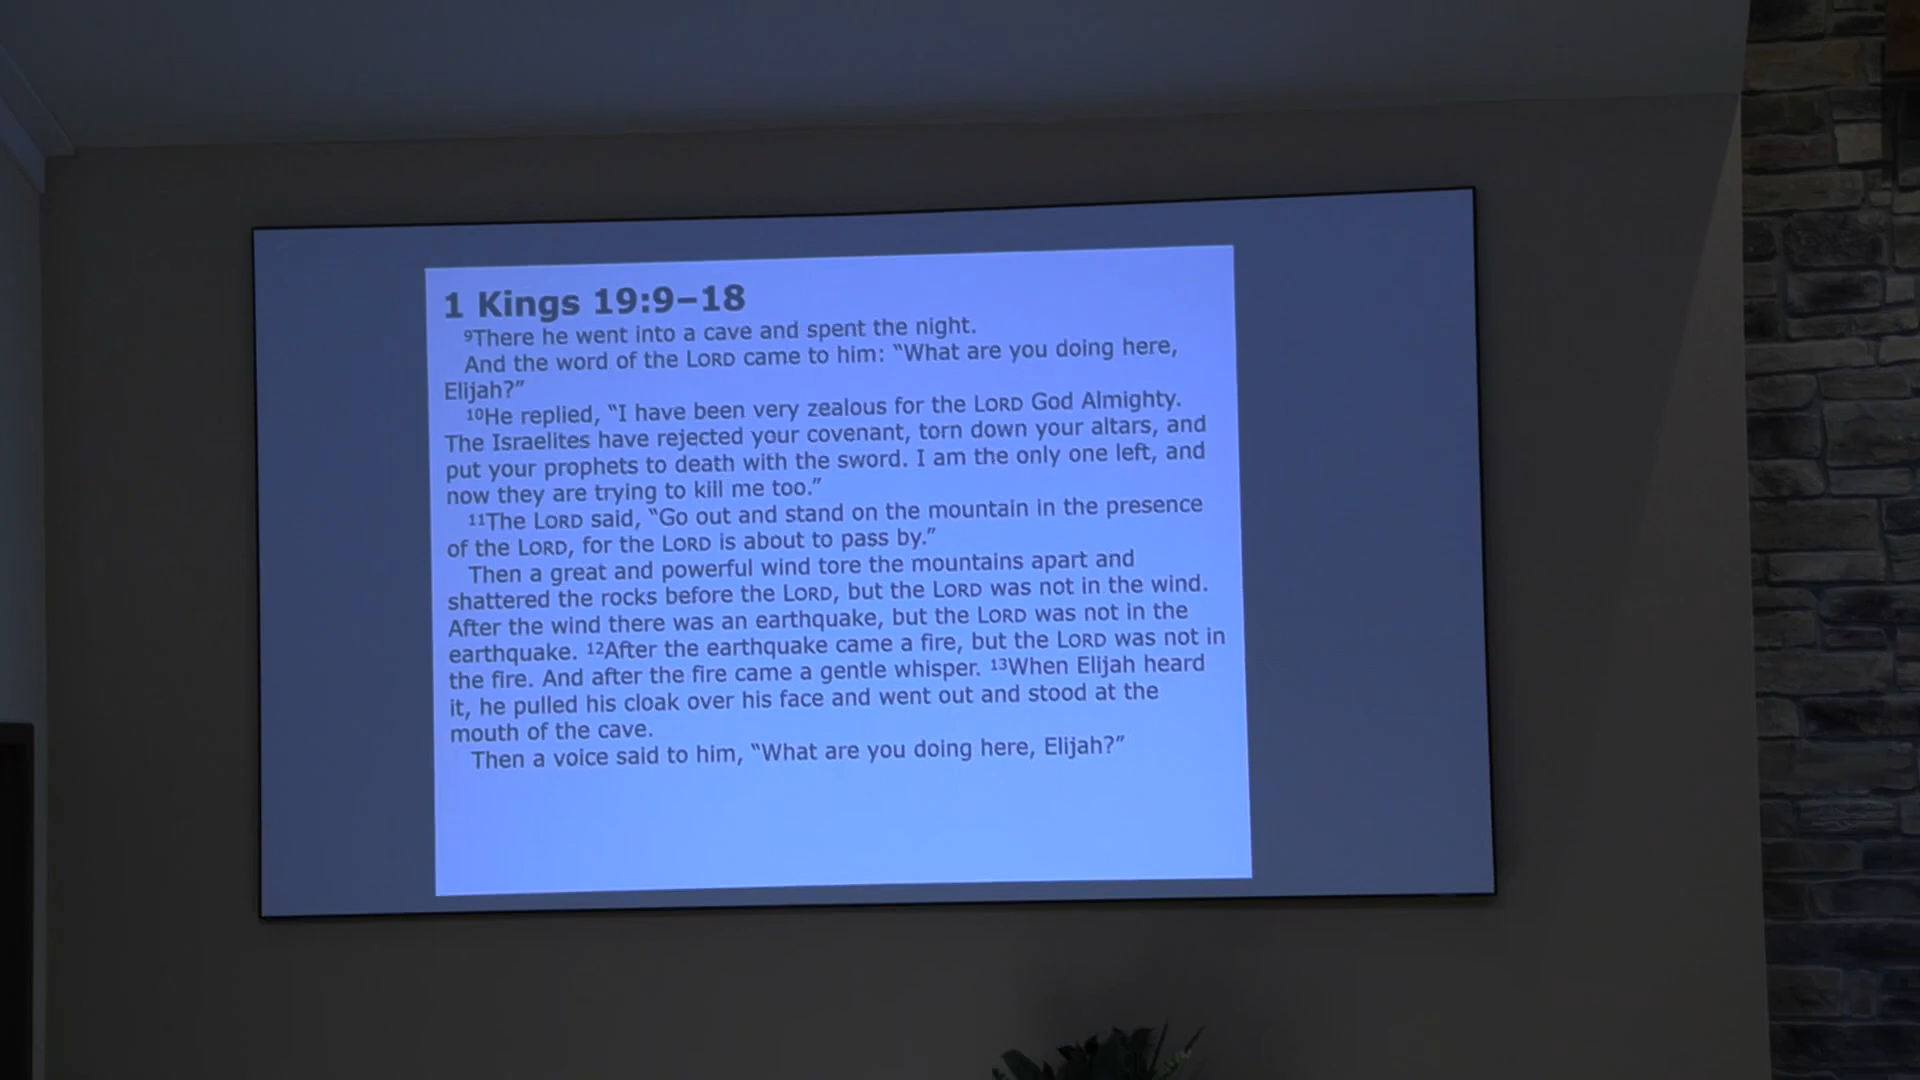 1 Kings 19:9–18
⁹There he went into a cave and spent the night.
And the word of the LORD came to him: “What are you doing here,
Elijah?”
¹⁰He replied, “I have been very zealous for the LORD God Almighty.
The Israelites have rejected your covenant, torn down your altars, and
put your prophets to death with the sword. I am the only one left, and
now they are trying to kill me too.”
¹¹The LORD said, “Go out and stand on the mountain in the presence
of the LORD, for the LORD is about to pass by.”
Then a great and powerful wind tore the mountains apart and
shattered the rocks before the LORD, but the LORD was not in the wind.
After the wind there was an earthquake, but the LORD was not in the
earthquake. ¹²After the earthquake came a fire, but the LORD was not in
the fire. And after the fire came a gentle whisper. ¹³When Elijah heard
it, he pulled his cloak over his face and went out and stood at the
mouth of the cave.
Then a voice said to him, “What are you doing here, Elijah?”